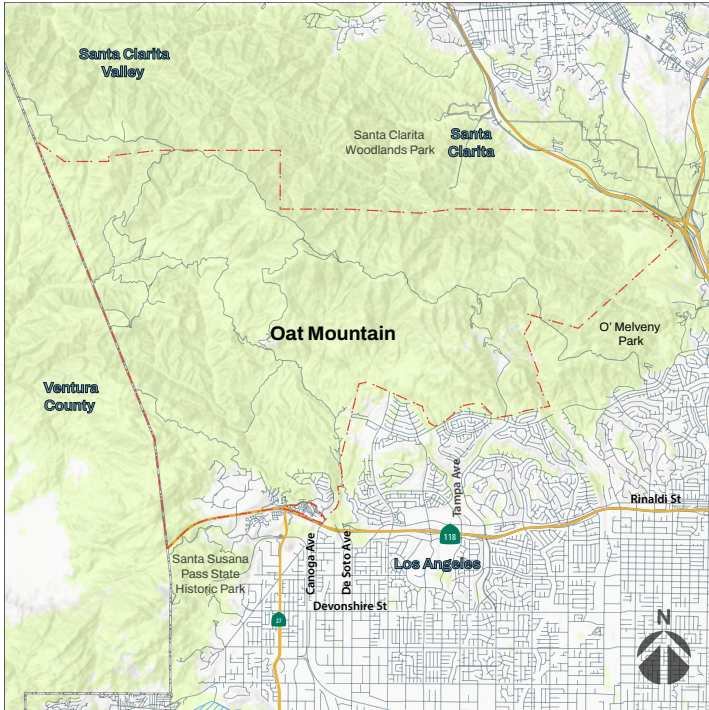 Santa Clarita
Valley
Santa Clarita
Woodlands Park
Santa
Clarita
Oat Mountain
O' Melveny
Park
Ventura
County
Tampa Ave
Rinaldi St
118
Santa Susana
Pass State
Historic Park
Canoga Ave
De Soto Ave
Los Angeles
Devonshire St
27
N